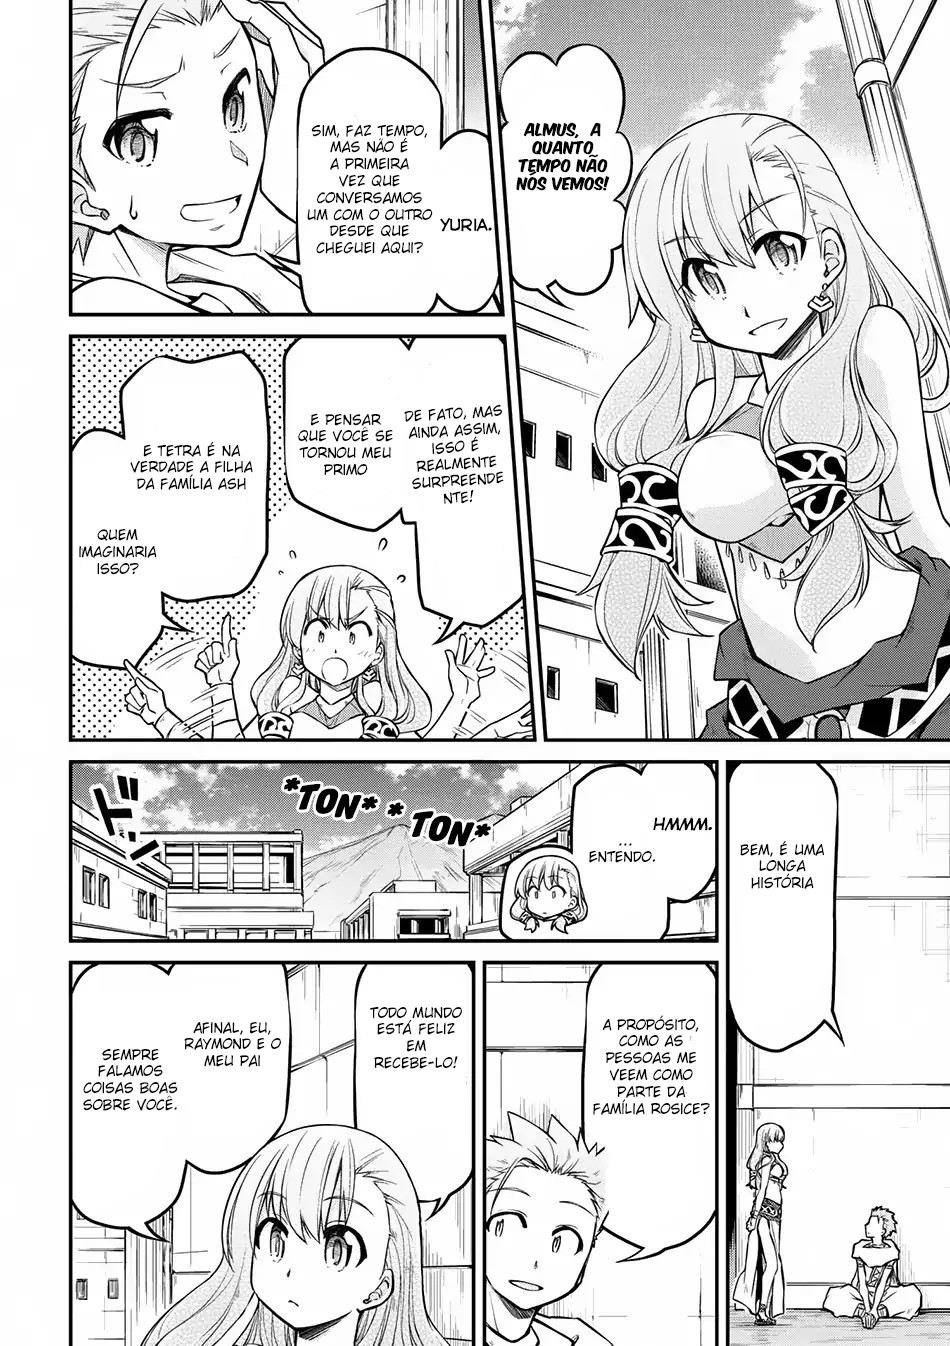 ALMUS, A
QUANTO
TEMPO NÃO
NÓS VEMOS!
YURIA.
SIM, FAZ TEMPO,
MAS NÃO É
A PRIMEIRA
VEZ QUE
CONVERSAMOS
UM COM O OUTRO
DESDE QUE
CHEGUEI AQUI?
DE FATO, MAS
AINDA ASSIM,
ISSO É
REALMENTE
SURPREENDE
NTE!
E PENSAR
QUE VOCÊ SE
TORNOU MEU
PRIMO
E TETRA É NA
VERDADE A FILHA
DA FAMÍLIA ASH
QUEM
IMAGINARIA
ISSO?
BEM, É UMA
LONGA
HISTÓRIA
HMMM.
...
ENTENDO.
*TON* *TON*
ドン
A PROPÓSITO,
COMO AS
PESSOAS ME
VEEM COMO
PARTE DA
FAMÍLIA ROSICE?
TODO MUNDO
ESTÁ FELIZ
EM
RECEBE-LO!
AFINAL, EU,
RAYMOND E O
MEU PAI
SEMPRE
FALAMOS
COISAS BOAS
SOBRE VOCÊ.